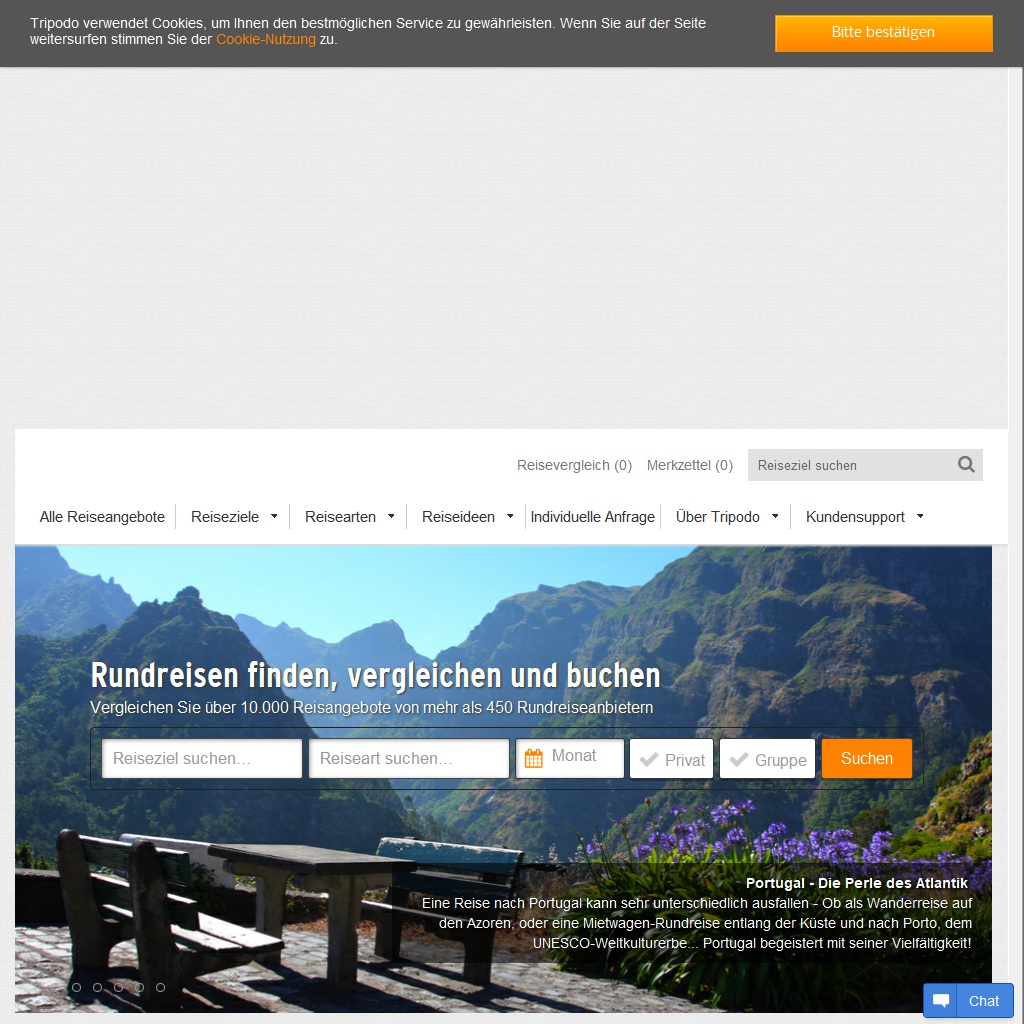 Tripodo verwendet Cookies, um Ihnen den bestmöglichen Service zu gewährleisten. Wenn Sie auf der Seite
weitersurfen stimmen Sie der Cookie-Nutzung zu.
Bitte bestätigen
Reisevergleich (0) Merkzettel (0) Reiseziel suchen
Alle Reiseangebote Reiseziele Reisearten Reiseideen Individuelle Anfrage Über Tripodo Kundensupport
Rundreisen finden, vergleichen und buchen
Vergleichen Sie über 10.000 Reisangebote von mehr als 450 Rundreiseanbietern
Reiseziel suchen... Reiseart suchen... Monat Privat Gruppe Suchen
Portugal - Die Perle des Atlantik
Eine Reise nach Portugal kann sehr unterschiedlich ausfallen - Ob als Wanderreise auf
den Azoren, oder eine Mietwagen-Rundreise entlang der Küste und nach Porto, dem
UNESCO-Weltkulturerbe... Portugal begeistert mit seiner Vielfältigkeit!
Chat